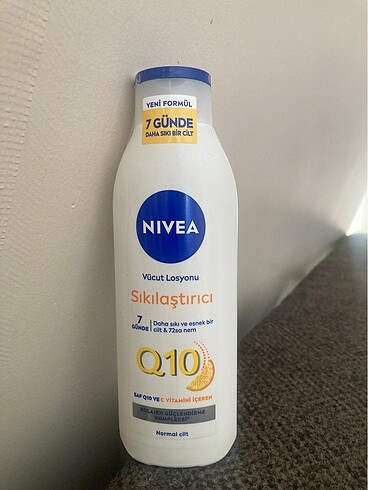 YENİ FORMÜL
7 GÜNDE
DAHA SIKI BİR CİLT
NIVEA
Vücut Losyonu
Sıkılaştırıcı
7 GÜNDE
Daha sıkı ve esnek bir
cilt & 72sa nem
Q10
SAF Q10 VE C VİTAMİNİ İÇEREN
KOLAJEN GÜÇLENDİRME
KOMPLEKSİ*
Normal cilt